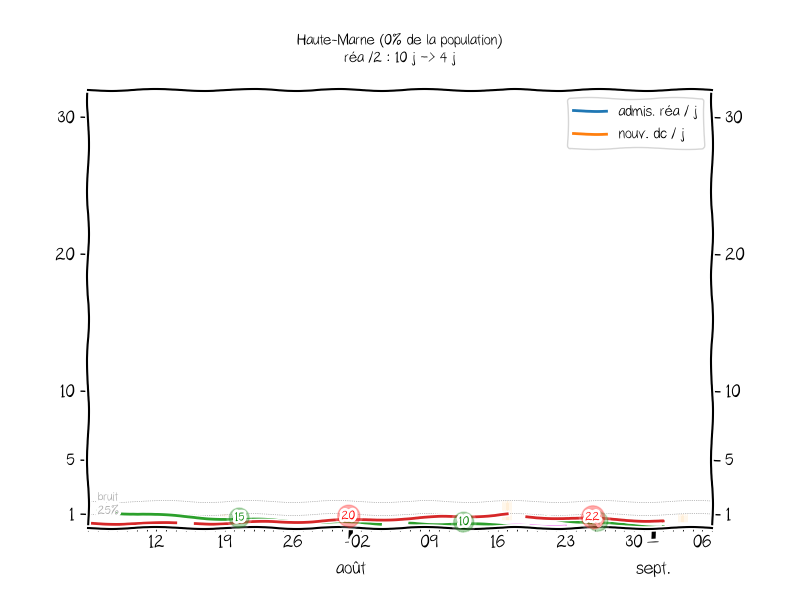 Haute-Marne (0% de la population)
réa /2 : 10 j -> 4 j
admis. réa / j
nouv. dc / j
30
30
20
20
10
10
5
5
bruit
25%
1
1
15
20
10
22
12 19 26 02 09 16 23 30 06
août sept.